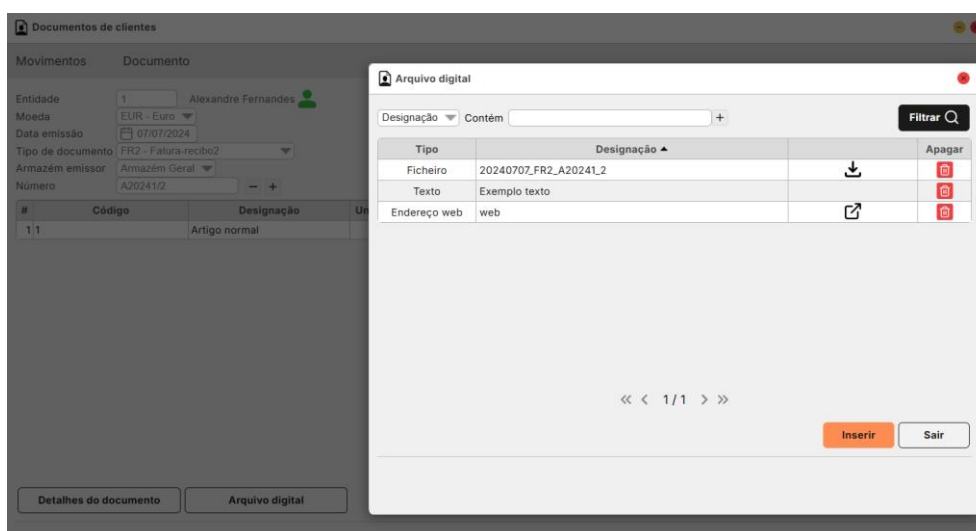 Documentos de clientes
Movimentos Documento
Entidade 1 Alexandre Fernandes
Moeda EUR - Euro
Data emissão 07/07/2024
Tipo de documento FR2 - Fatura-recibo2
Armazém emissor Armazém Geral
Número A20241/2 - +
# Código Designação Un
1 1 Artigo normal
Detalhes do documento Arquivo digital
Arquivo digital
Designação Contém + Filtrar
Tipo Designação Apagar
Ficheiro 20240707_FR2_A20241_2
Texto Exemplo texto
Endereço web web
1 / 1
Inserir Sair